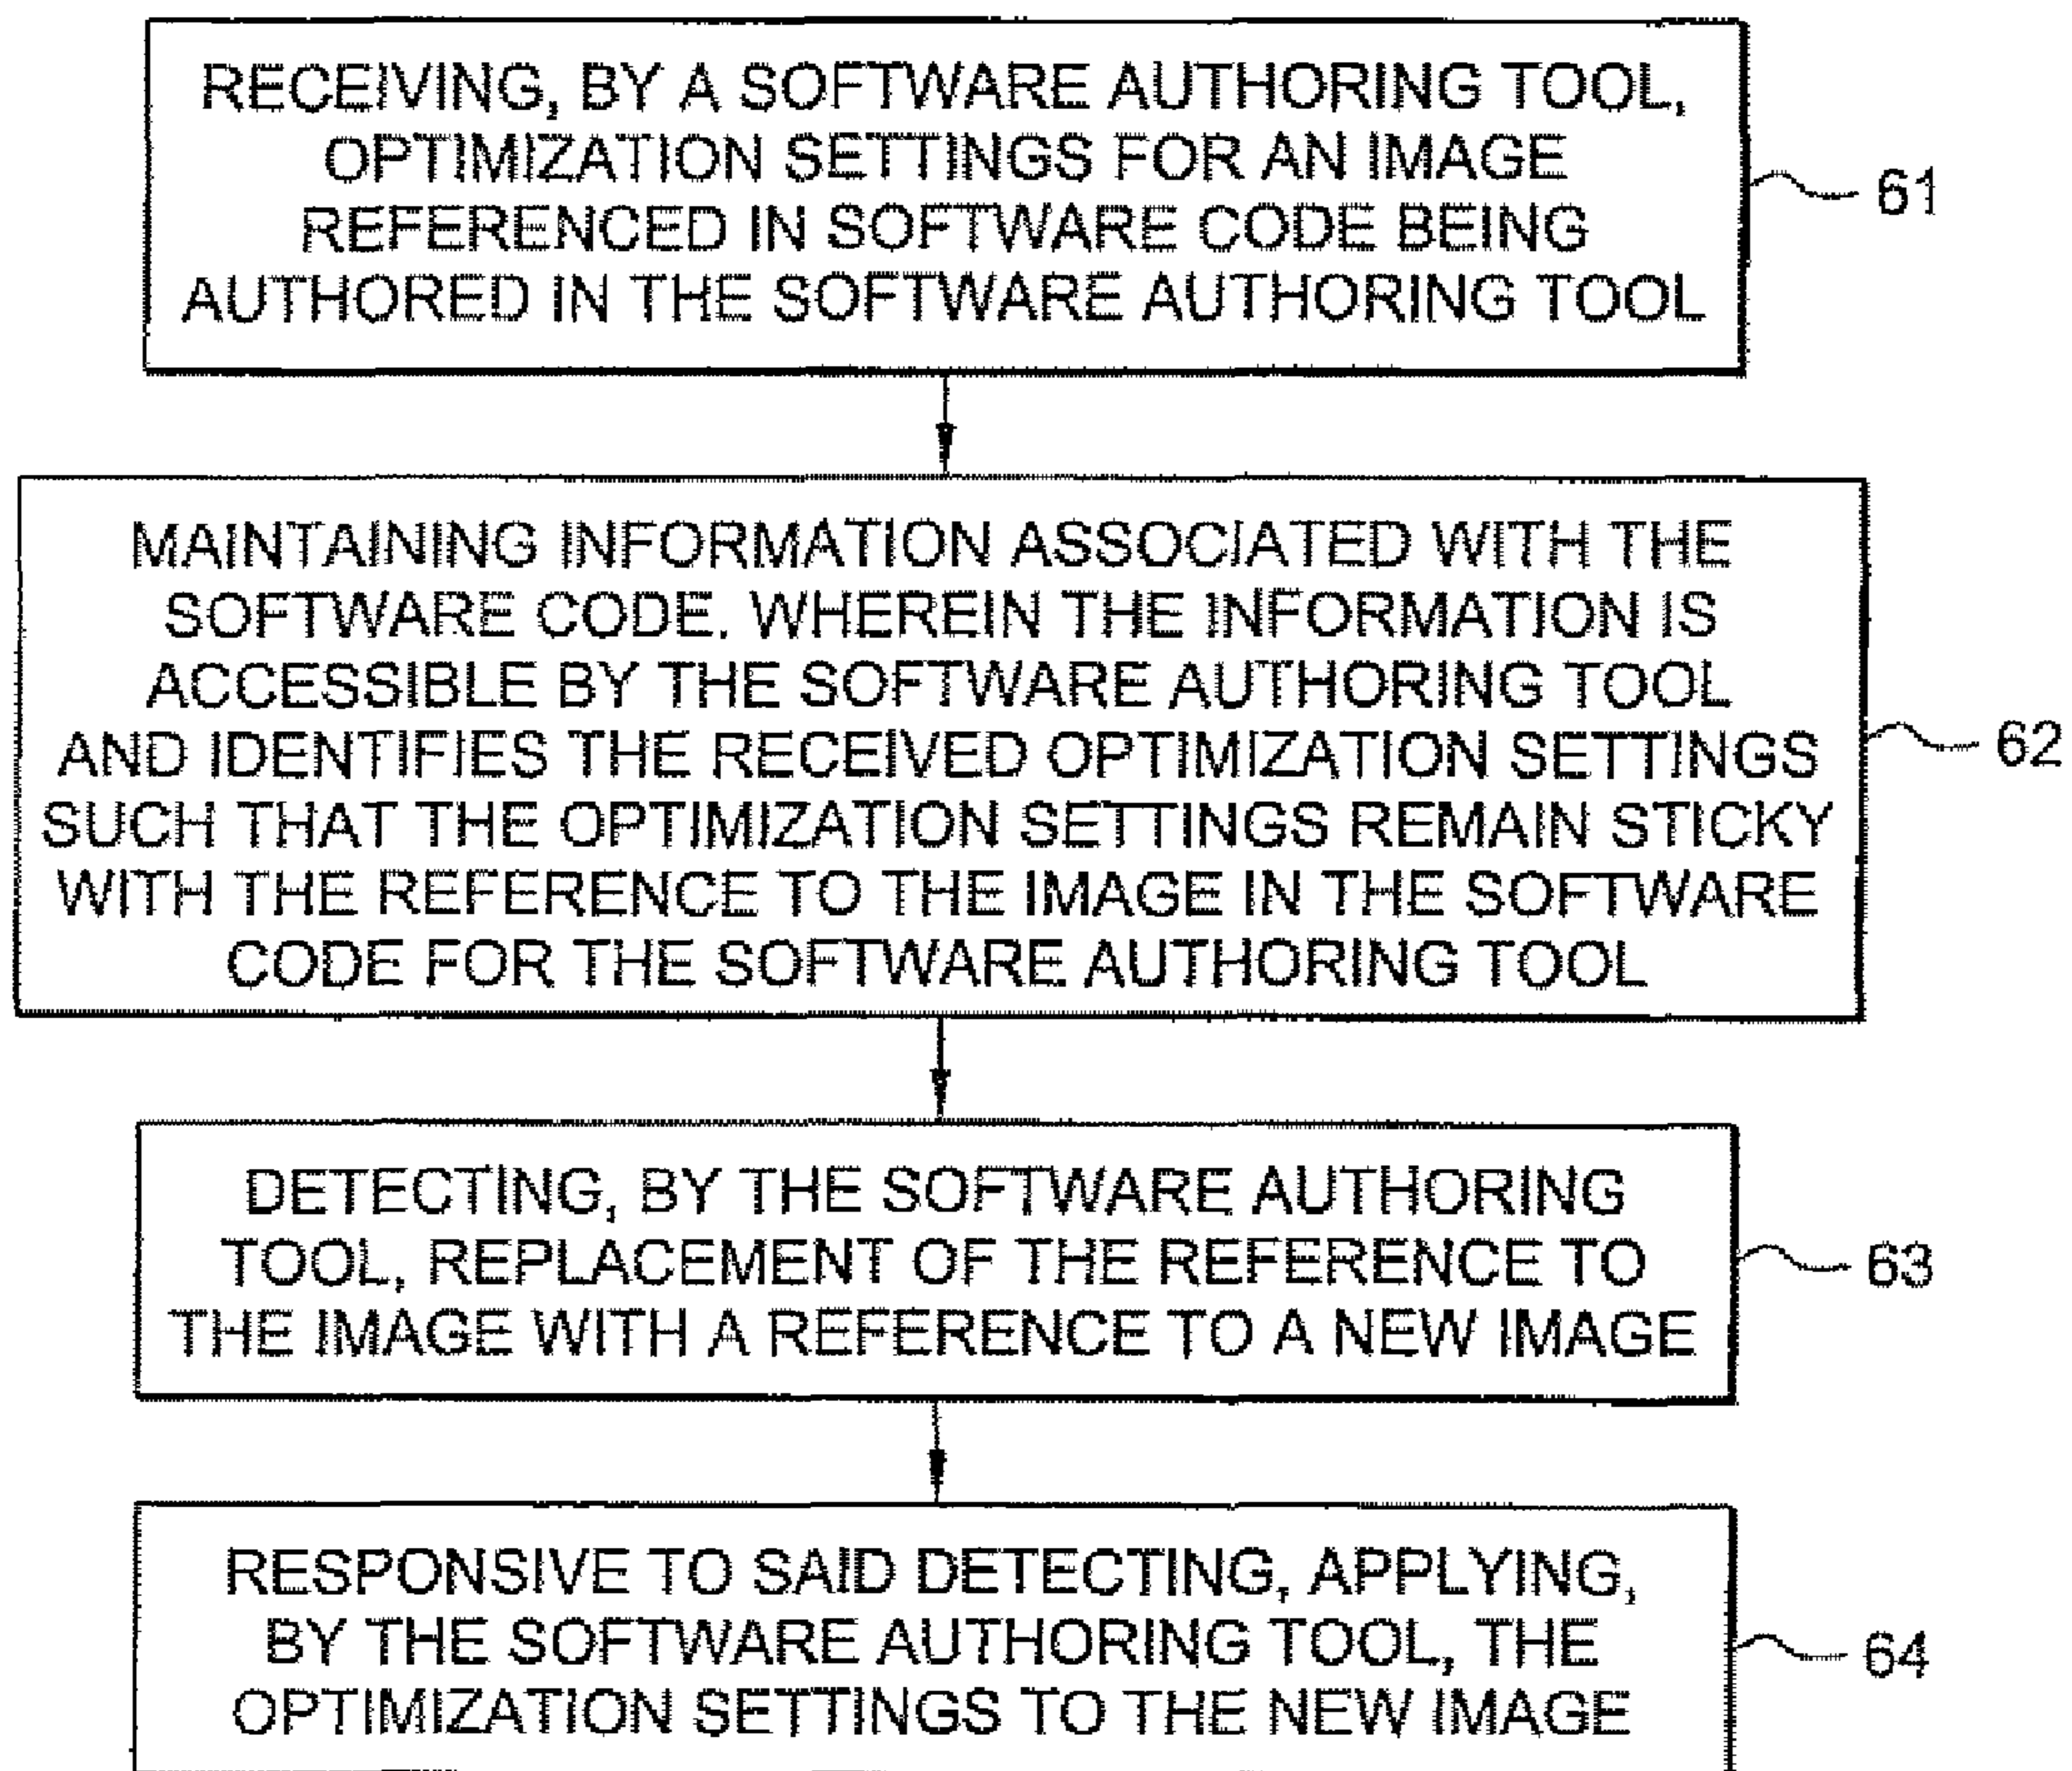 RECEIVING, BY A SOFTWARE AUTHORING TOOL,
OPTIMIZATION SETTINGS FOR AN IMAGE
REFERENCED IN SOFTWARE CODE BEING
AUTHORED IN THE SOFTWARE AUTHORING TOOL
61
MAINTAINING INFORMATION ASSOCIATED WITH THE
SOFTWARE CODE. WHEREIN THE INFORMATION IS
ACCESSIBLE BY THE SOFTWARE AUTHORING TOOL
AND IDENTIFIES THE RECEIVED OPTIMIZATION SETTINGS
SUCH THAT THE OPTIMIZATION SETTINGS REMAIN STICKY
WITH THE REFERENCE TO THE IMAGE IN THE SOFTWARE
CODE FOR THE SOFTWARE AUTHORING TOOL
62
DETECTING, BY THE SOFTWARE AUTHORING
TOOL, REPLACEMENT OF THE REFERENCE TO
THE IMAGE WITH A REFERENCE TO A NEW IMAGE
63
RESPONSIVE TO SAID DETECTING, APPLYING,
BY THE SOFTWARE AUTHORING TOOL, THE
OPTIMIZATION SETTINGS TO THE NEW IMAGE
64